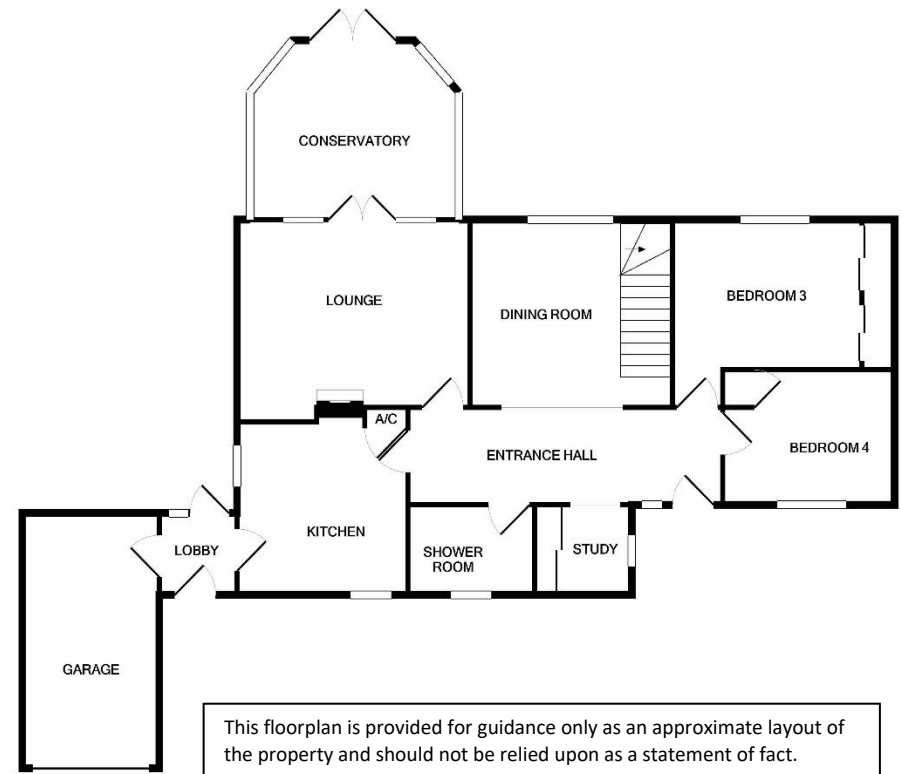 CONSERVATORY
LOUNGE
DINING ROOM
BEDROOM 3
A/C
ENTRANCE HALL
BEDROOM 4
KITCHEN
LOBBY
SHOWER
ROOM
STUDY
GARAGE
This floorplan is provided for guidance only as an approximate layout of
the property and should not be relied upon as a statement of fact.